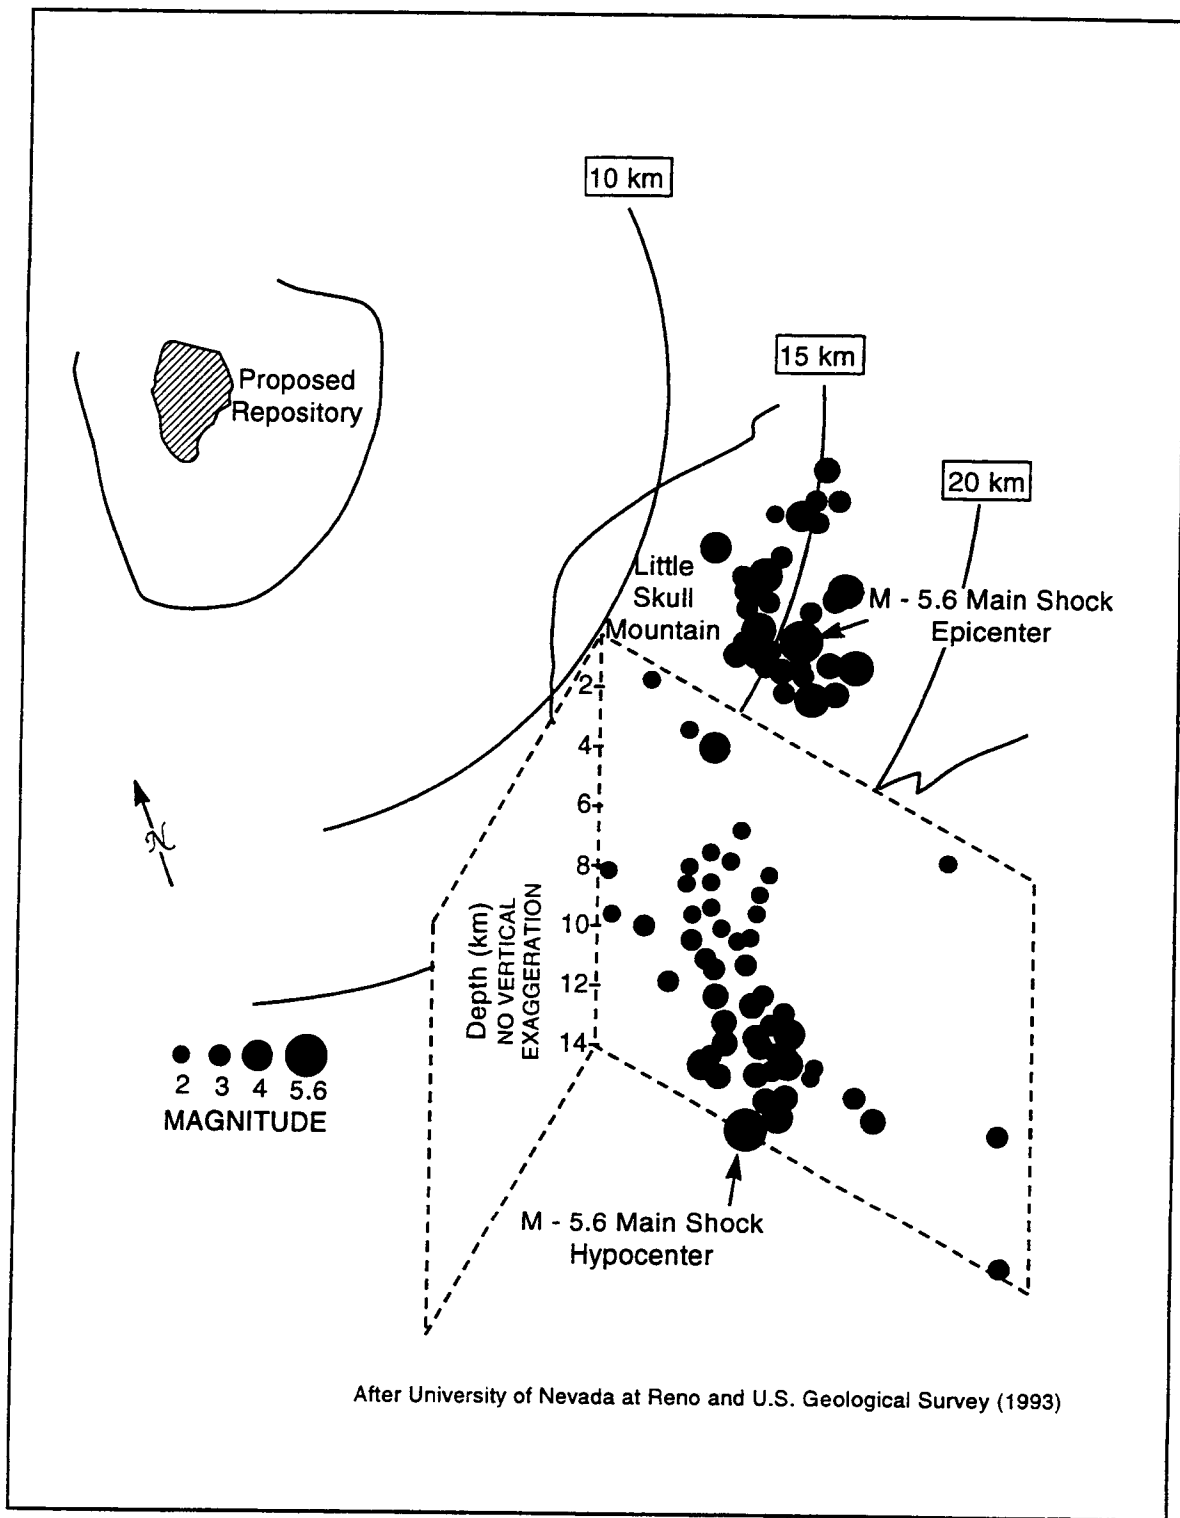 10 km
15 km
Proposed
Repository
20 km
Little
Skull
Mountain
M - 5.6 Main Shock
Epicenter
2
4
6
8
10
12
14
Depth (km)
NO VERTICAL
EXAGGERATION
N
2 3 4 5.6
MAGNITUDE
M - 5.6 Main Shock
Hypocenter
After University of Nevada at Reno and U.S. Geological Survey (1993)